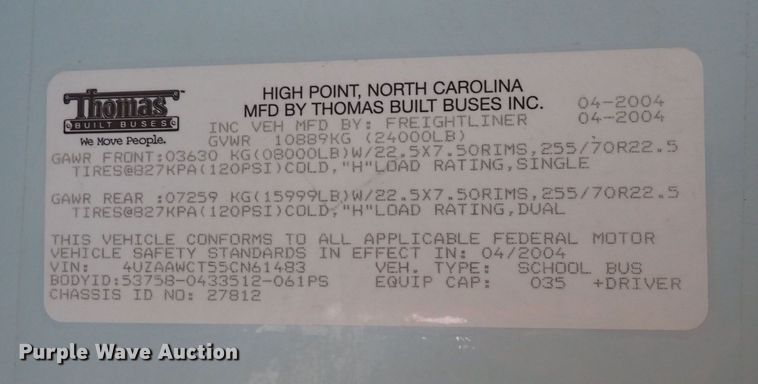 Thomas™
BUILT BUSES
We Move People.
HIGH POINT, NORTH CAROLINA
MFD BY THOMAS BUILT BUSES INC. 04-2004
INC VEH MFD BY: FREIGHTLINER 04-2004
GVWR 10889KG (24000LB)
GAWR FRONT:03630 KG(08000LB)W/22.5X7.50RIMS,255/70R22.5
TIRES@827KPA(120PSI)COLD,"H"LOAD RATING,SINGLE
GAWR REAR :07259 KG(15999LB)W/22.5X7.50RIMS,255/70R22.5
TIRES@827KPA(120PSI)COLD,"H"LOAD RATING,DUAL
THIS VEHICLE CONFORMS TO ALL APPLICABLE FEDERAL MOTOR
VEHICLE SAFETY STANDARDS IN EFFECT IN: 04/2004
VIN: 4UZAAWCT55CN61483 VEH. TYPE: SCHOOL BUS
BODYID:53758-0433512-061PS EQUIP CAP: 035 +DRIVER
CHASSIS ID NO: 27812
Purple Wave Auction